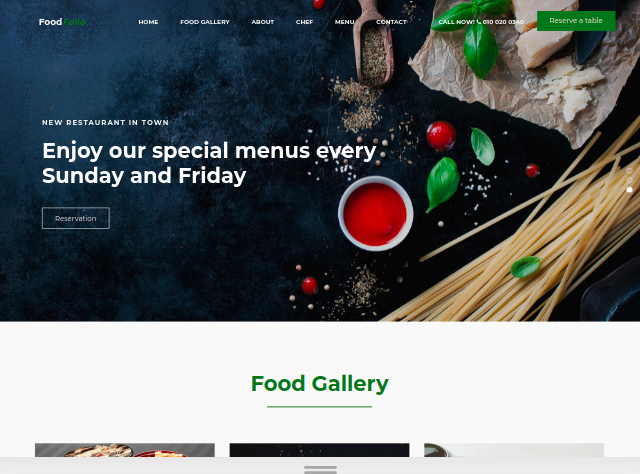 FoodFolio HOME FOOD GALLERY ABOUT CHEF MENU CONTACT CALL NOW! 010 020 0340 Reserve a table
NEW RESTAURANT IN TOWN
Enjoy our special menus every
Sunday and Friday
Reservation
Food Gallery